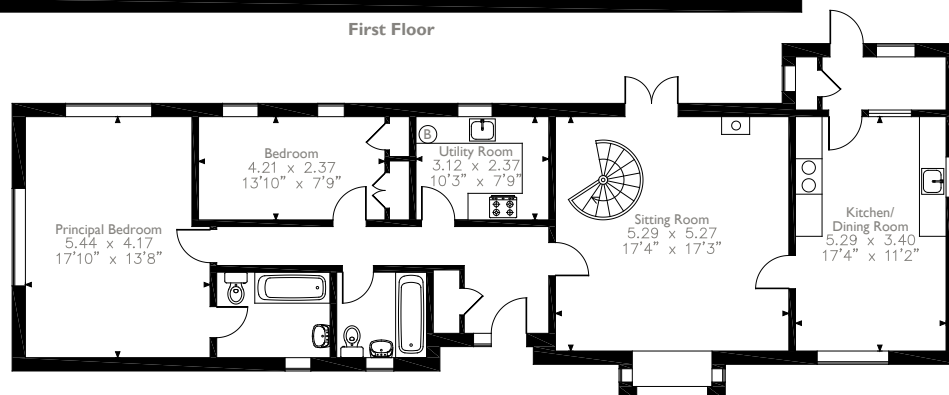 First Floor
Bedroom
4.21 x 2.37
13'10" x 7'9"
B
Utility Room
3.12 x 2.37
10'3" x 7'9"
Principal Bedroom
5.44 x 4.17
17'10" x 13'8"
Sitting Room
5.29 x 5.27
17'4" x 17'3"
Kitchen/
Dining Room
5.29 x 3.40
17'4" x 11'2"